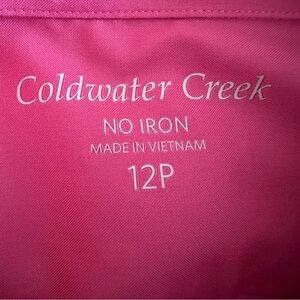 Coldwater Creek
NO IRON
MADE IN VIETNAM
12P